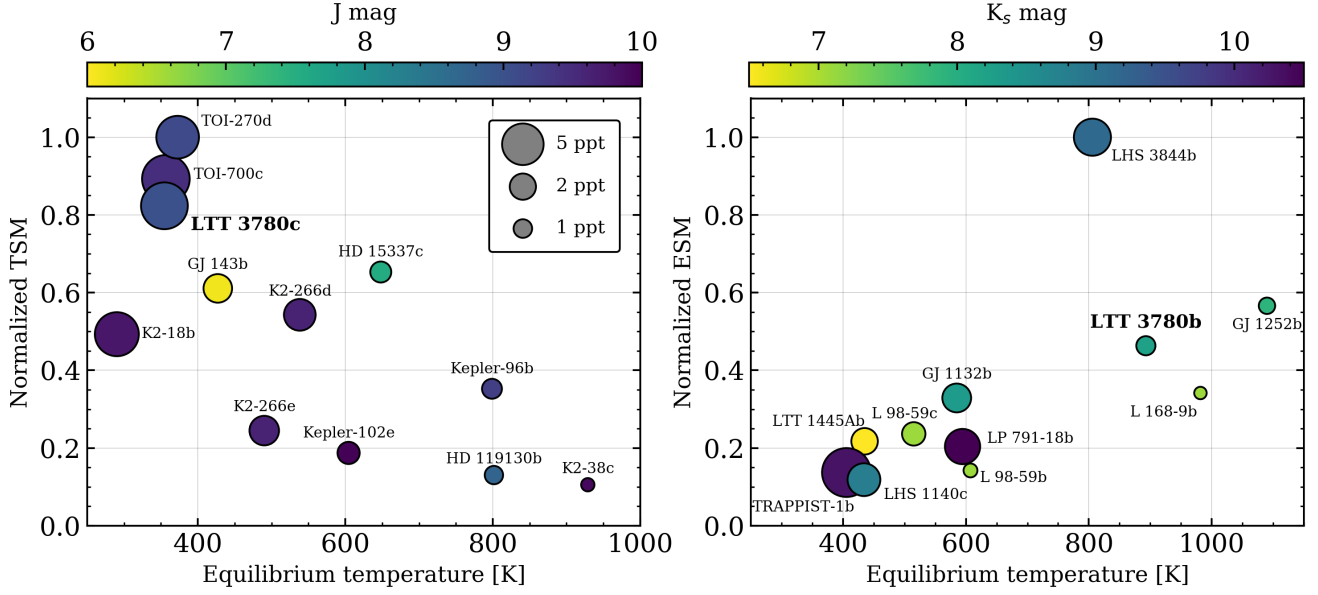 J mag
6 7 8 9 10
Normalized TSM
1.0
0.8
0.6
0.4
0.2
0.0
TOI-270d
TOI-700c
LTT 3780c
GJ 143b
HD 15337c
K2-266d
K2-18b
Kepler-96b
K2-266e
Kepler-102e
HD 119130b
K2-38c
5 ppt
2 ppt
1 ppt
400 600 800 1000
Equilibrium temperature [K]
Kₛ mag
7 8 9 10
Normalized ESM
1.0
0.8
0.6
0.4
0.2
0.0
LHS 3844b
LTT 3780b
GJ 1252b
GJ 1132b
L 168-9b
LTT 1445Ab
L 98-59c
LP 791-18b
L 98-59b
LHS 1140c
TRAPPIST-1b
400 600 800 1000
Equilibrium temperature [K]